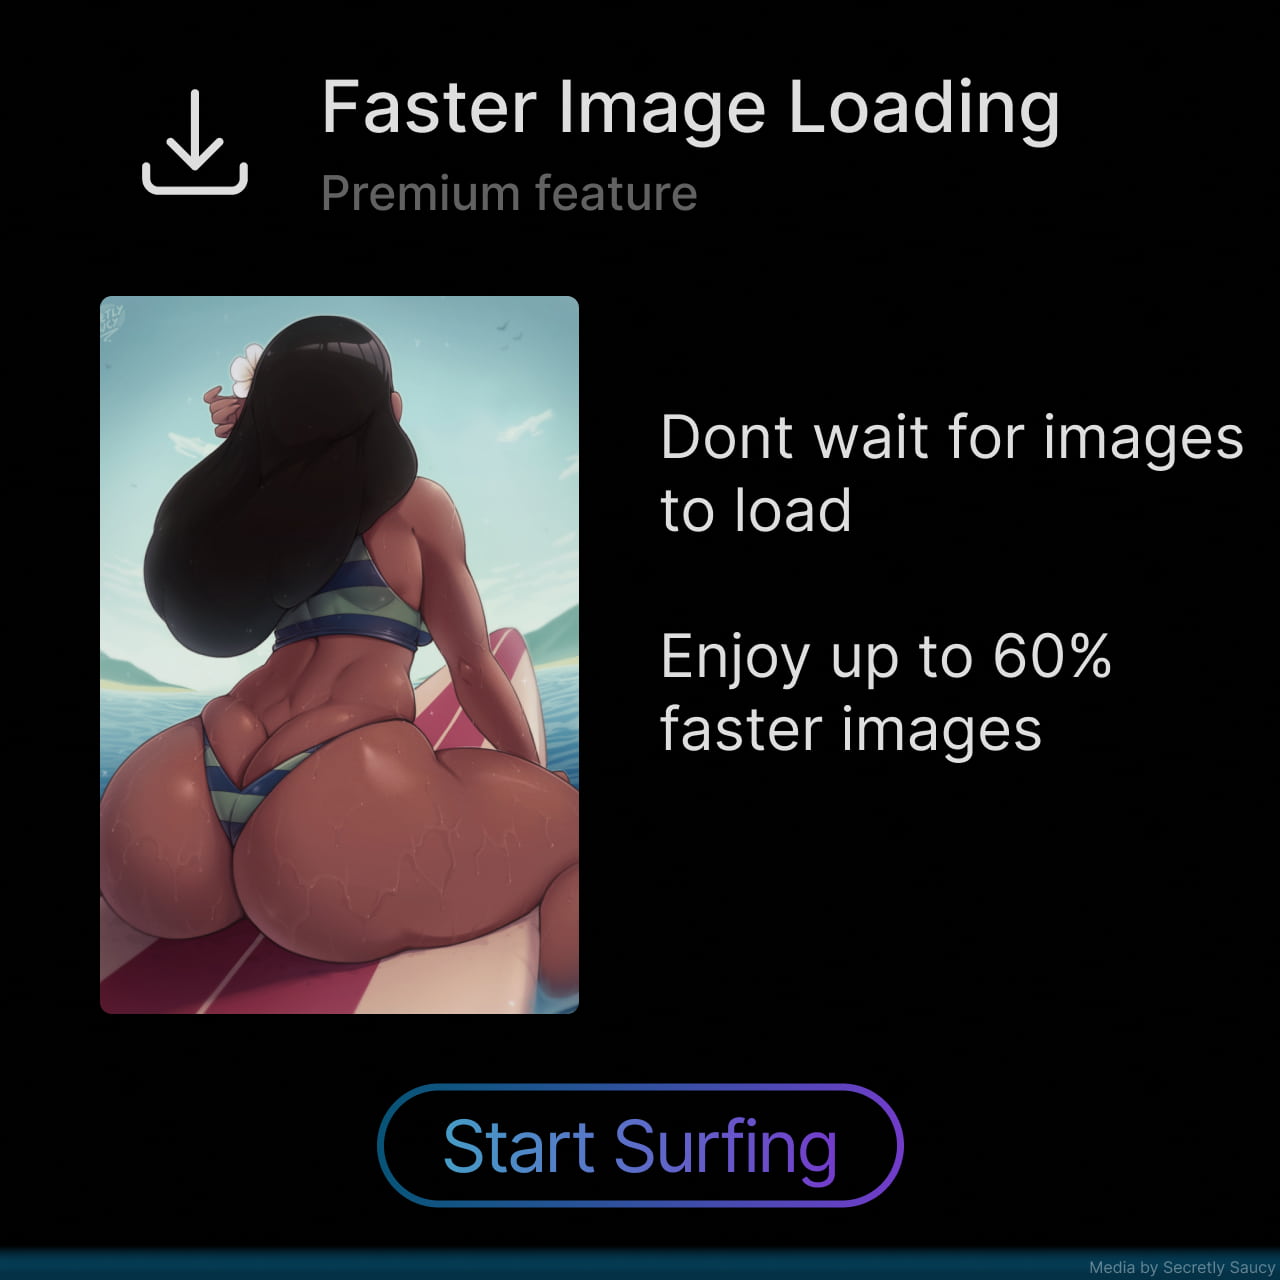 Faster Image Loading
Premium feature
Dont wait for images
to load
Enjoy up to 60%
faster images
Start Surfing
Media by Secretly Saucy